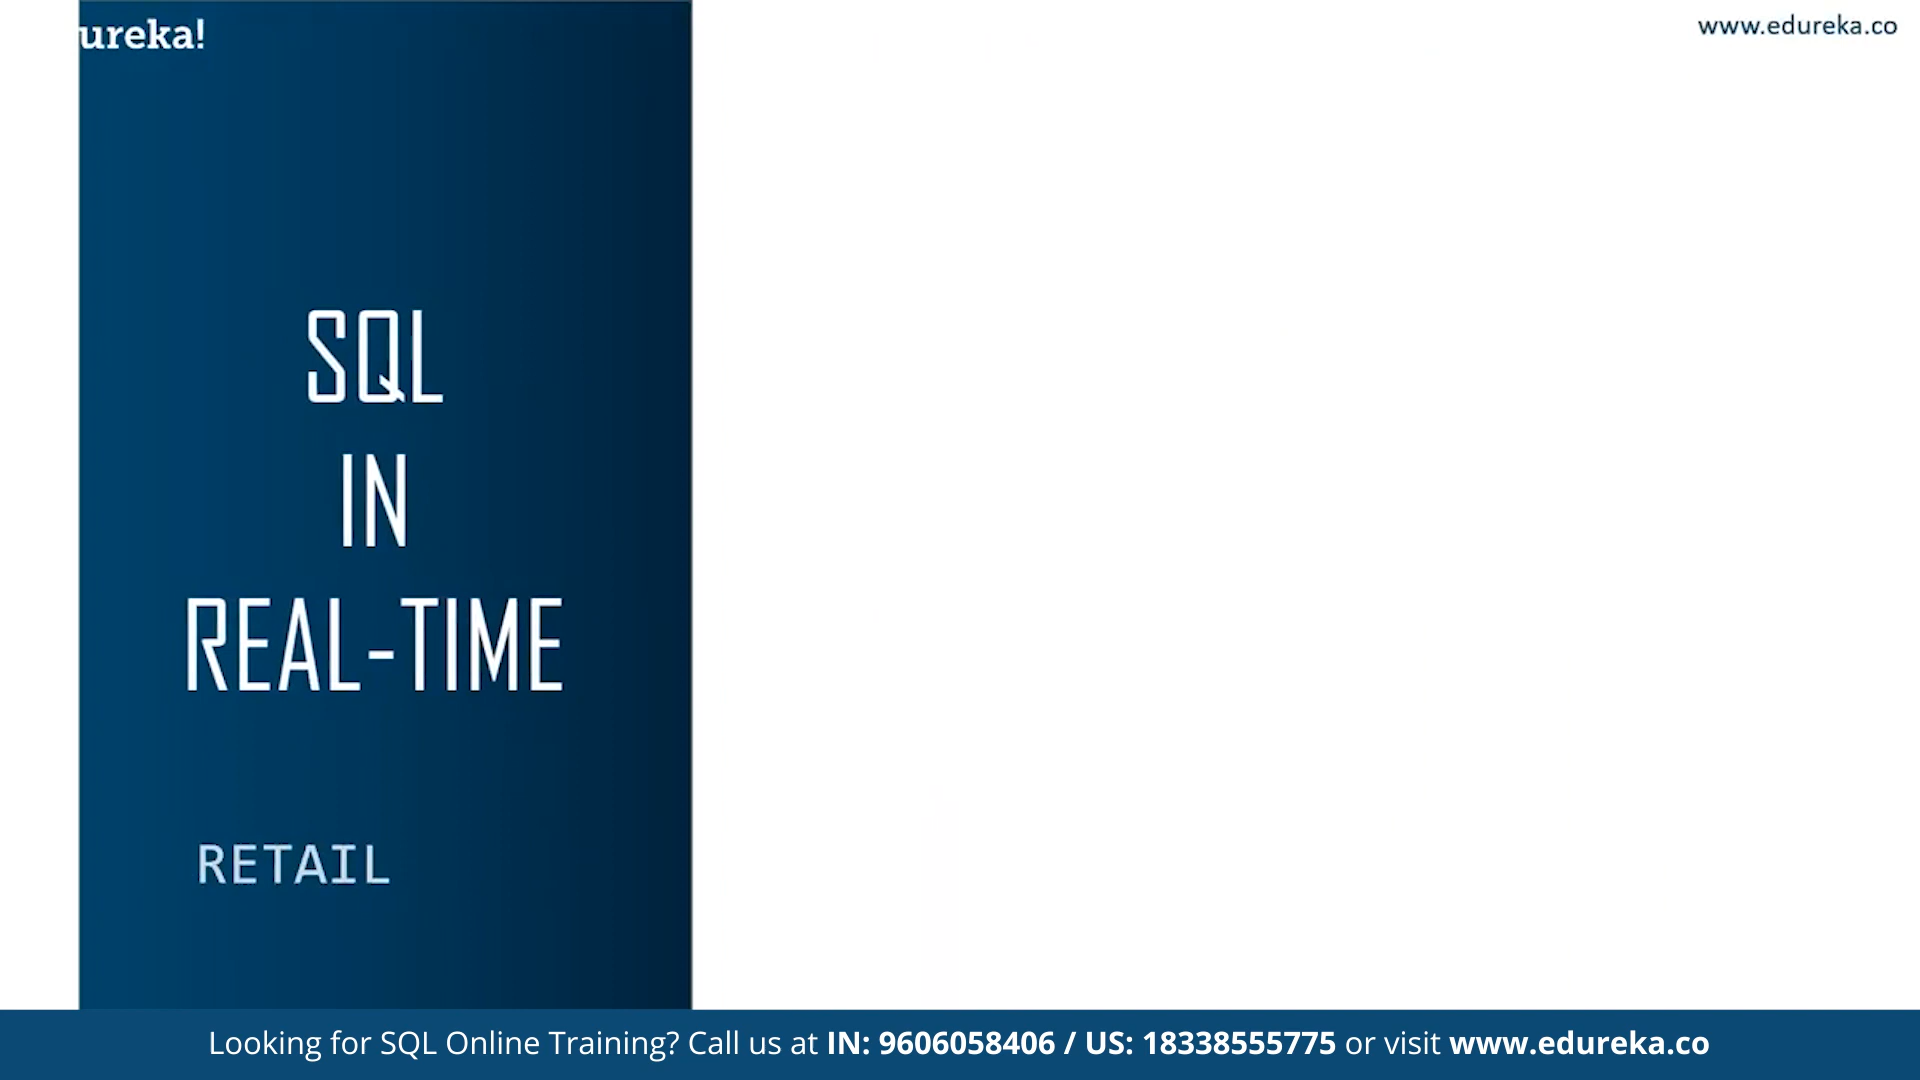 ureka!
www.edureka.co
SQL
IN
REAL-TIME
RETAIL
Looking for SQL Online Training? Call us at IN: 9606058406 / US: 18338555775 or visit www.edureka.co